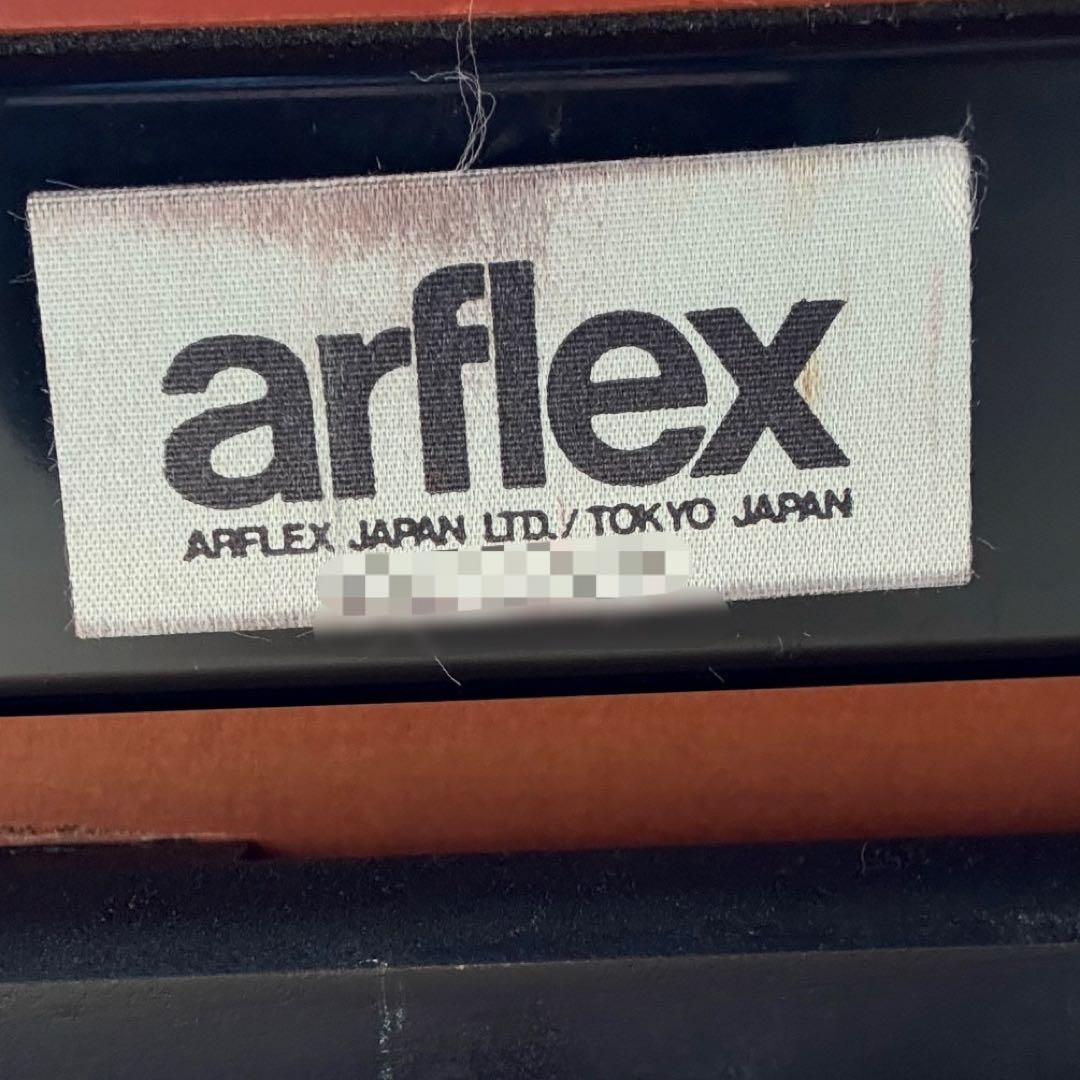 arflex
ARFLEX JAPAN LTD. / TOKYO JAPAN